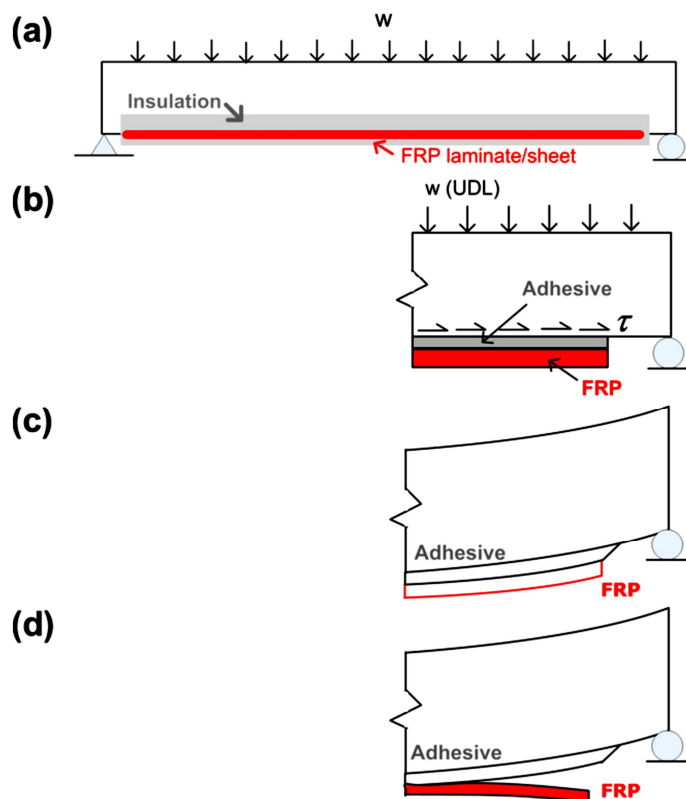 (a)
w
Insulation
FRP laminate/sheet
(b)
w (UDL)
Adhesive
τ
FRP
(c)
Adhesive
FRP
(d)
Adhesive
FRP